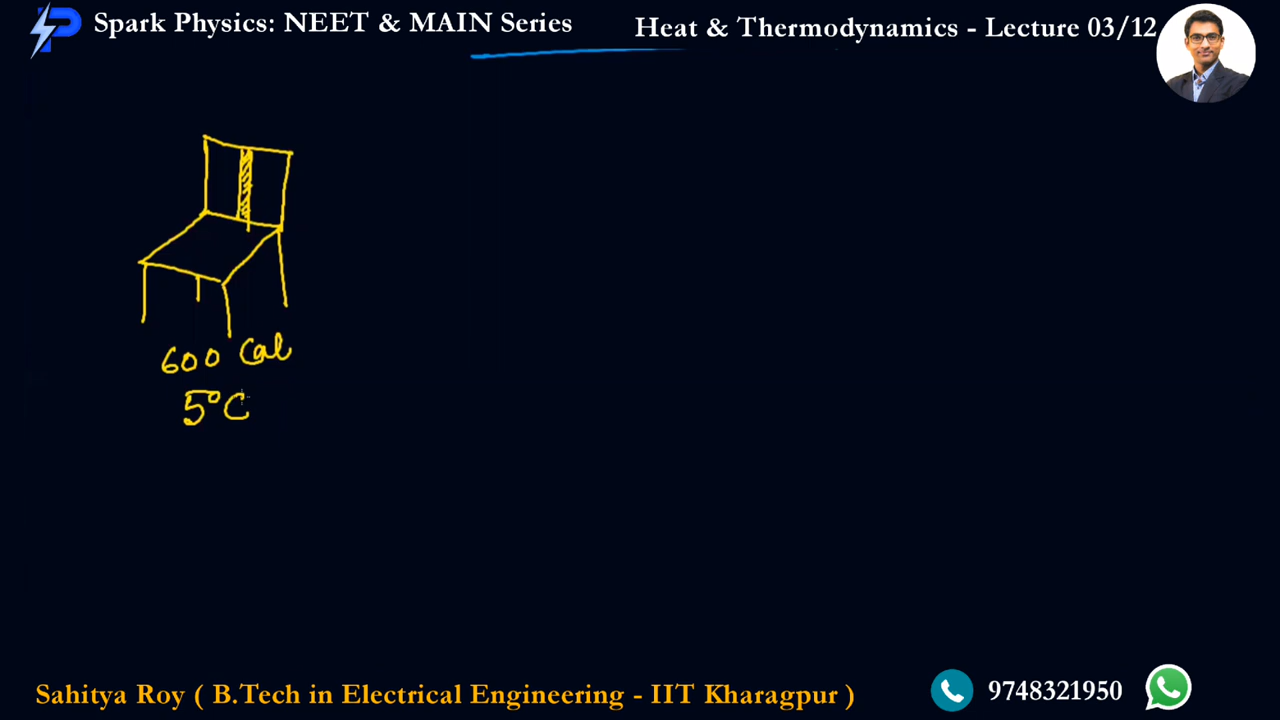 Spark Physics: NEET & MAIN Series
Heat & Thermodynamics - Lecture 03/12
600 Cal
5°C
Sahitya Roy ( B.Tech in Electrical Engineering - IIT Kharagpur )
9748321950